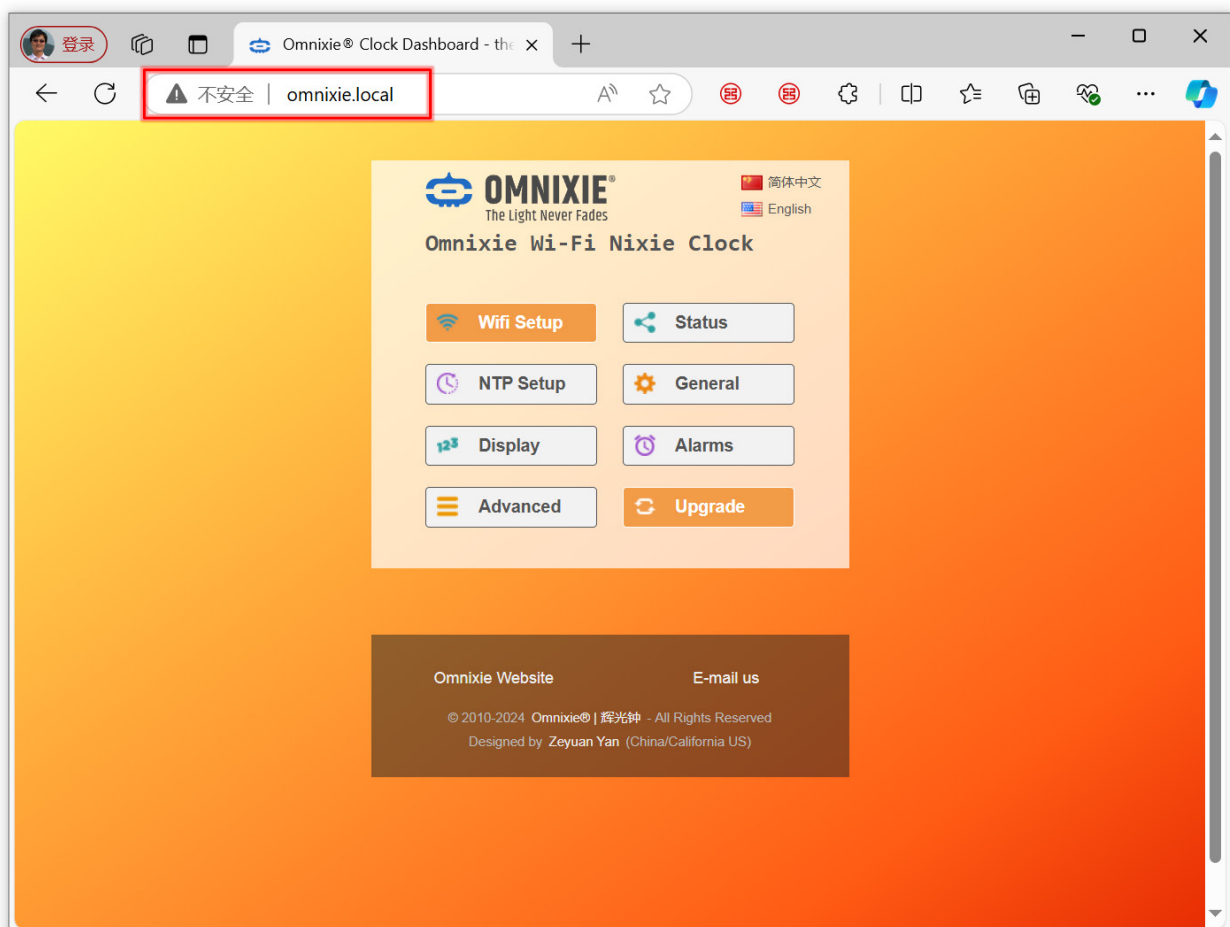 登录
Omnixie® Clock Dashboard - the
不安全 omnixie.local
OMNIXIE®
The Light Never Fades
简体中文
English
Omnixie Wi-Fi Nixie Clock
Wifi Setup
Status
NTP Setup
General
123 Display
Alarms
Advanced
Upgrade
Omnixie Website
E-mail us
© 2010-2024 Omnixie® | 辉光钟 - All Rights Reserved
Designed by Zeyuan Yan (China/California US)